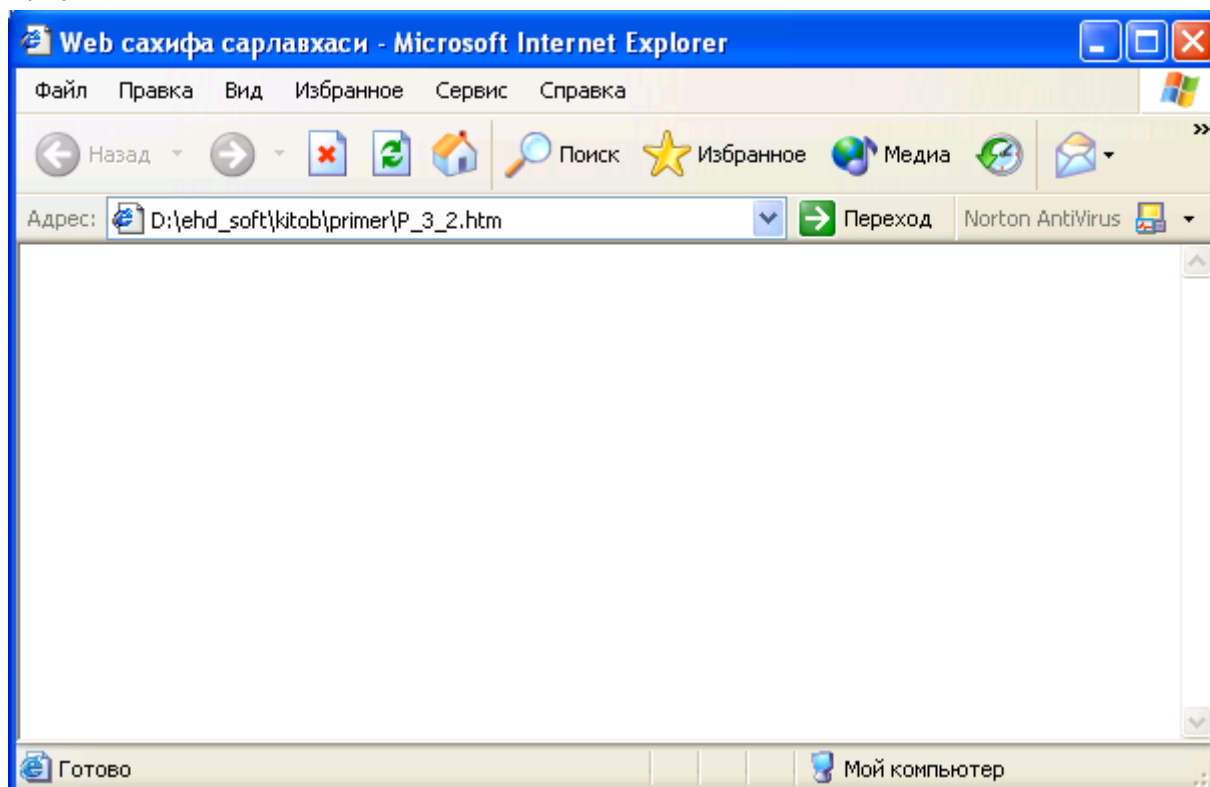 Web сахифа сарлавхаси - Microsoft Internet Explorer
Файл Правка Вид Избранное Сервис Справка
Назад Поиск Избранное Медиа »
Адрес: D:\ehd_soft\kitob\primer\P_3_2.htm Переход Norton AntiVirus
Готово Мой компьютер